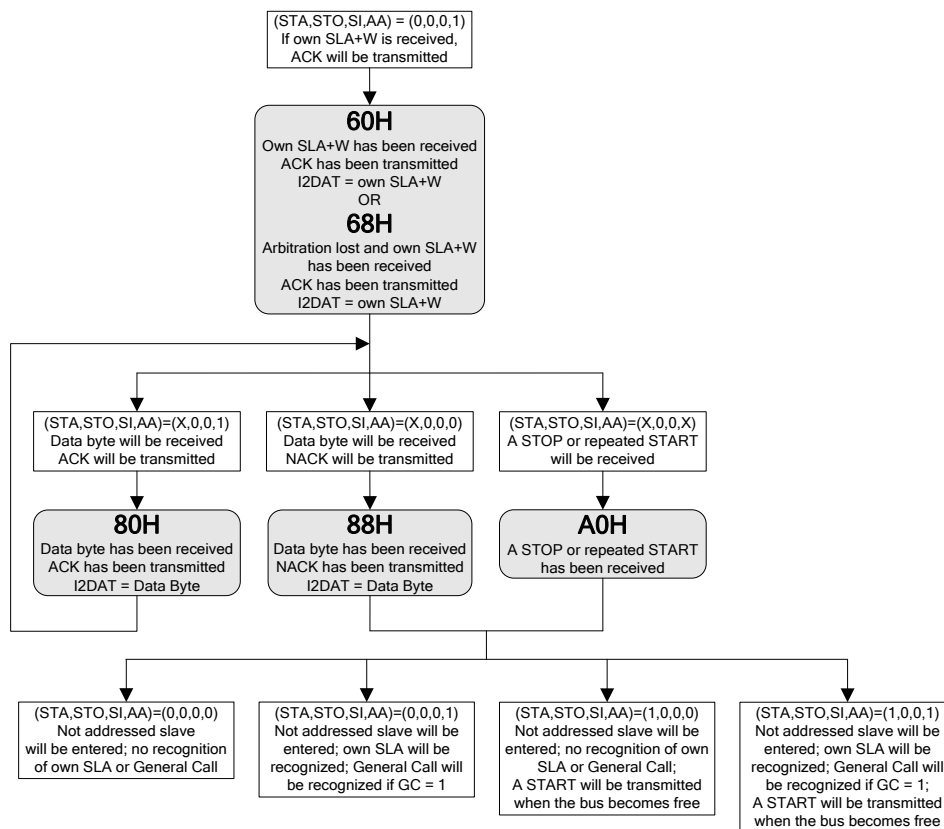 (STA,STO,SI,AA) = (0,0,0,1)
If own SLA+W is received,
ACK will be transmitted
60H
Own SLA+W has been received
ACK has been transmitted
I2DAT = own SLA+W
OR
68H
Arbitration lost and own SLA+W
has been received
ACK has been transmitted
I2DAT = own SLA+W
(STA,STO,SI,AA)=(X,0,0,1)
Data byte will be received
ACK will be transmitted
(STA,STO,SI,AA)=(X,0,0,0)
Data byte will be received
NACK will be transmitted
(STA,STO,SI,AA)=(X,0,0,X)
A STOP or repeated START
will be received
80H
Data byte has been received
ACK has been transmitted
I2DAT = Data Byte
88H
Data byte has been received
NACK has been transmitted
I2DAT = Data Byte
A0H
A STOP or repeated START
has been received
(STA,STO,SI,AA)=(0,0,0,0)
Not addressed slave
will be entered; no recognition
of own SLA or General Call
(STA,STO,SI,AA)=(0,0,0,1)
Not addressed slave will be
entered; own SLA will be
recognized; General Call will
be recognized if GC = 1
(STA,STO,SI,AA)=(1,0,0,0)
Not addressed slave will be
entered; no recognition of own
SLA or General Call;
A START will be transmitted
when the bus becomes free
(STA,STO,SI,AA)=(1,0,0,1)
Not addressed slave will be
entered; own SLA will be
recognized; General Call will
be recognized if GC = 1;
A START will be transmitted
when the bus becomes free